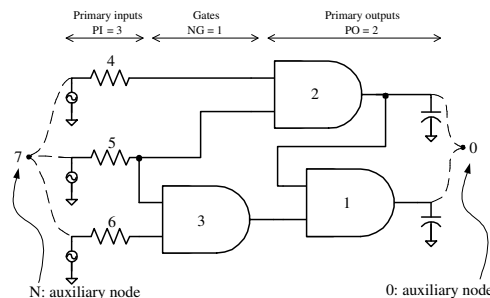 Primary inputs
PI = 3
Gates
NG = 1
Primary outputs
PO = 2
4
2
5
7
0
6
3
1
N: auxiliary node
0: auxiliary node